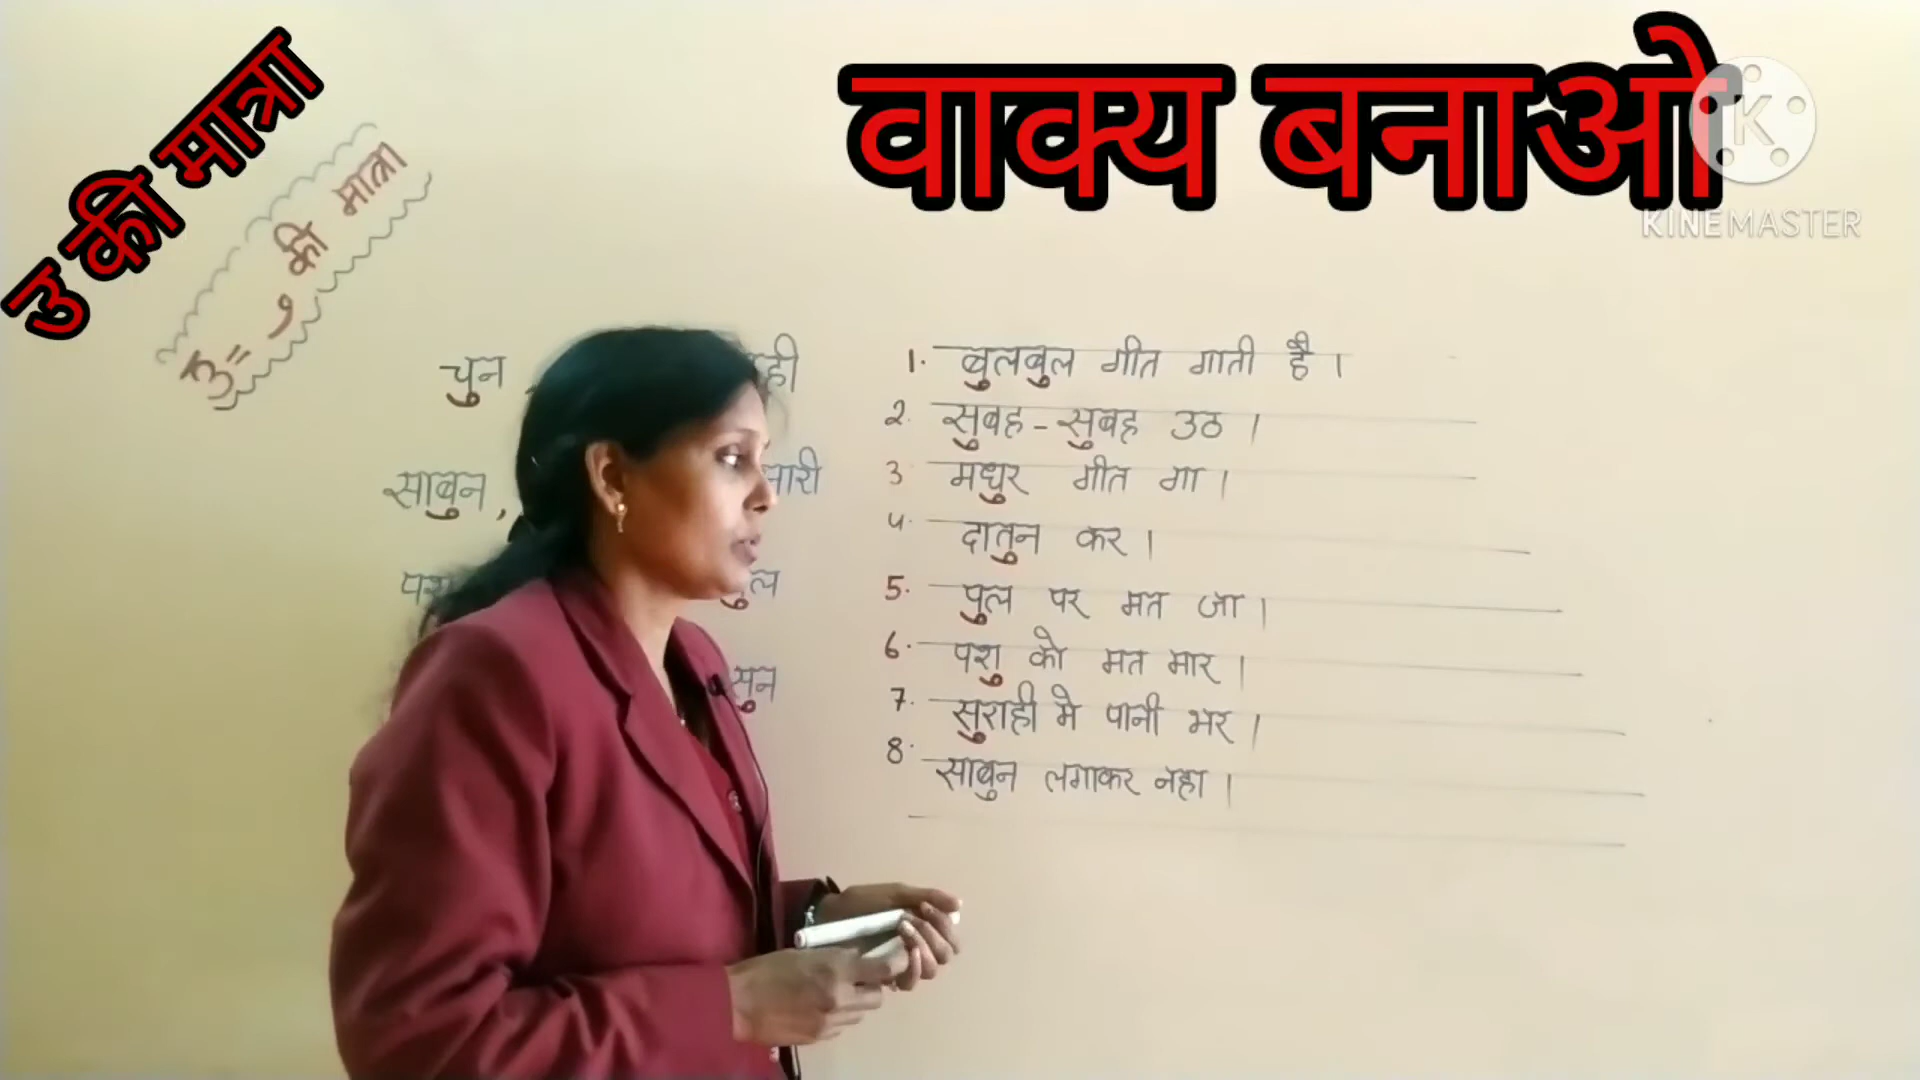 उ की मात्रा
वाक्य बनाओ
KINEMASTER
उ = ु की मात्रा
चुन
साबुन ,
सुन
1. बुलबुल गीत गाती है ।
2. सुबह - सुबह उठ ।
3 मधुर गीत गा ।
4. दातुन कर ।
5. पुल पर मत जा ।
6. पशु को मत मार ।
7. सुराही मे पानी भर ।
8. साबुन लगाकर नहा ।